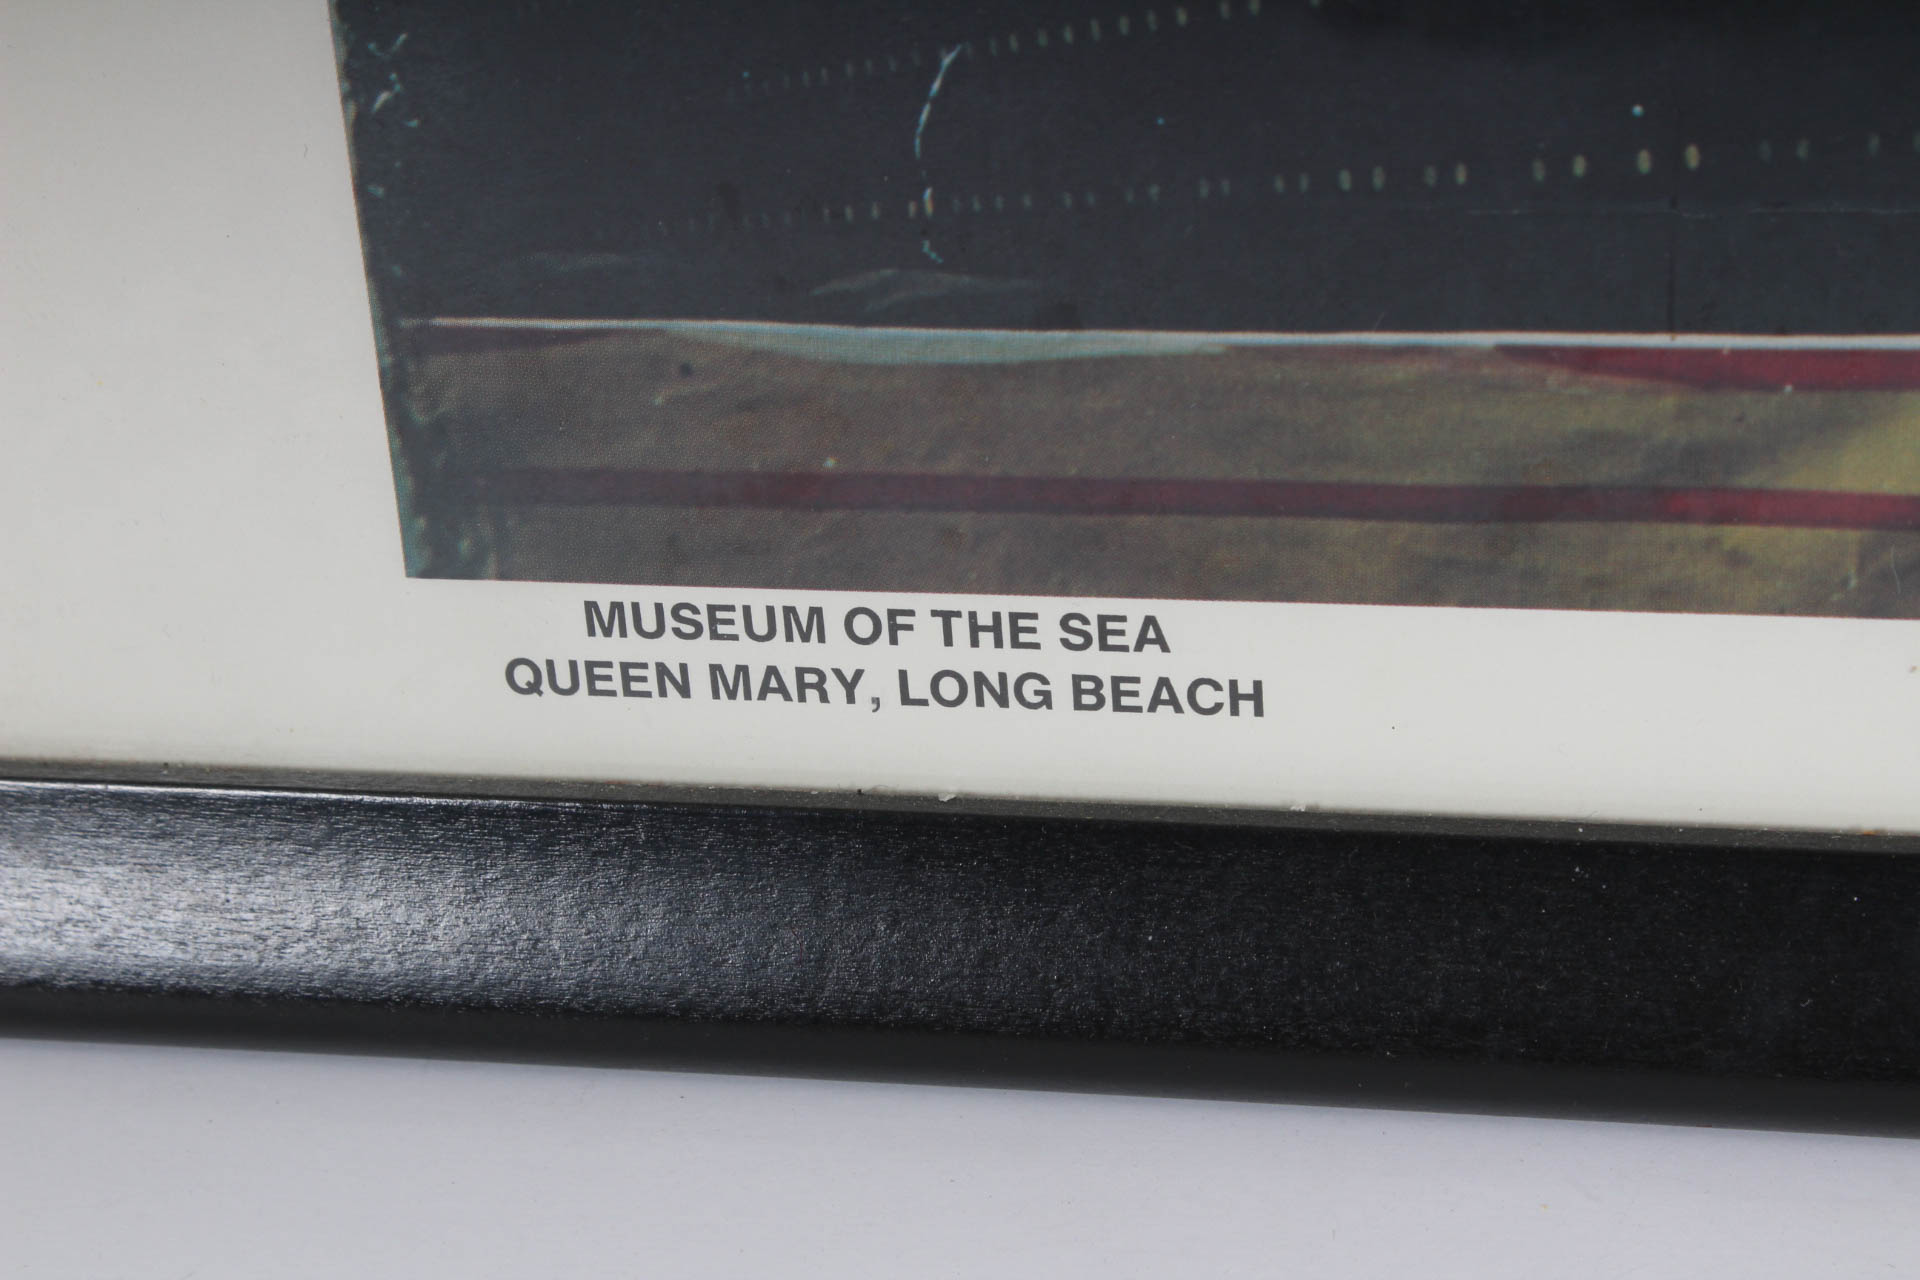 MUSEUM OF THE SEA
QUEEN MARY, LONG BEACH